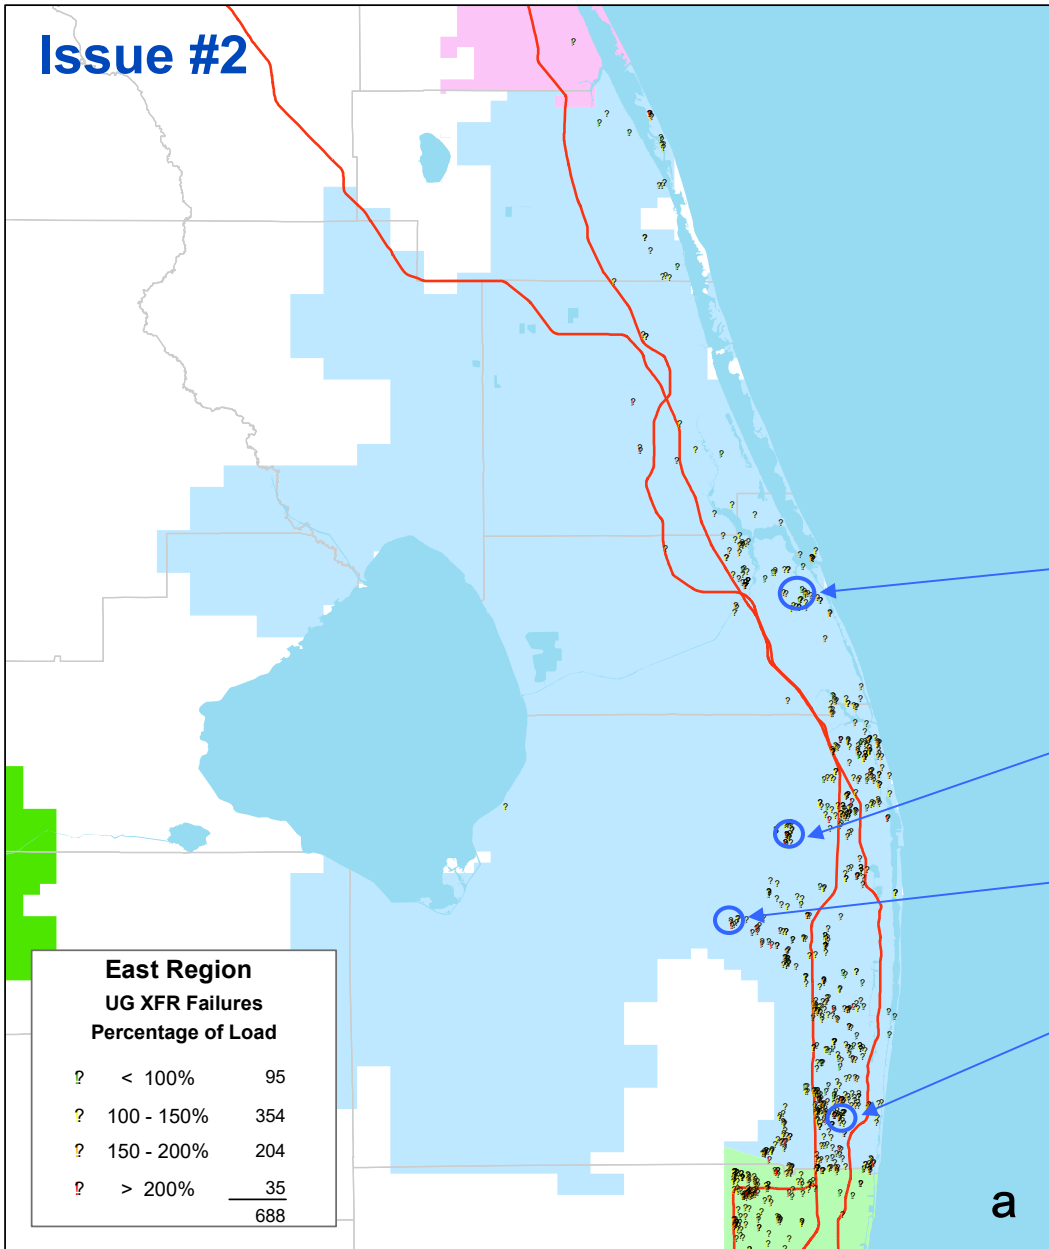 Issue #2
East Region
UG XFR Failures
Percentage of Load
? < 100% 95
? 100 - 150% 354
? 150 - 200% 204
? > 200% 35
688
a